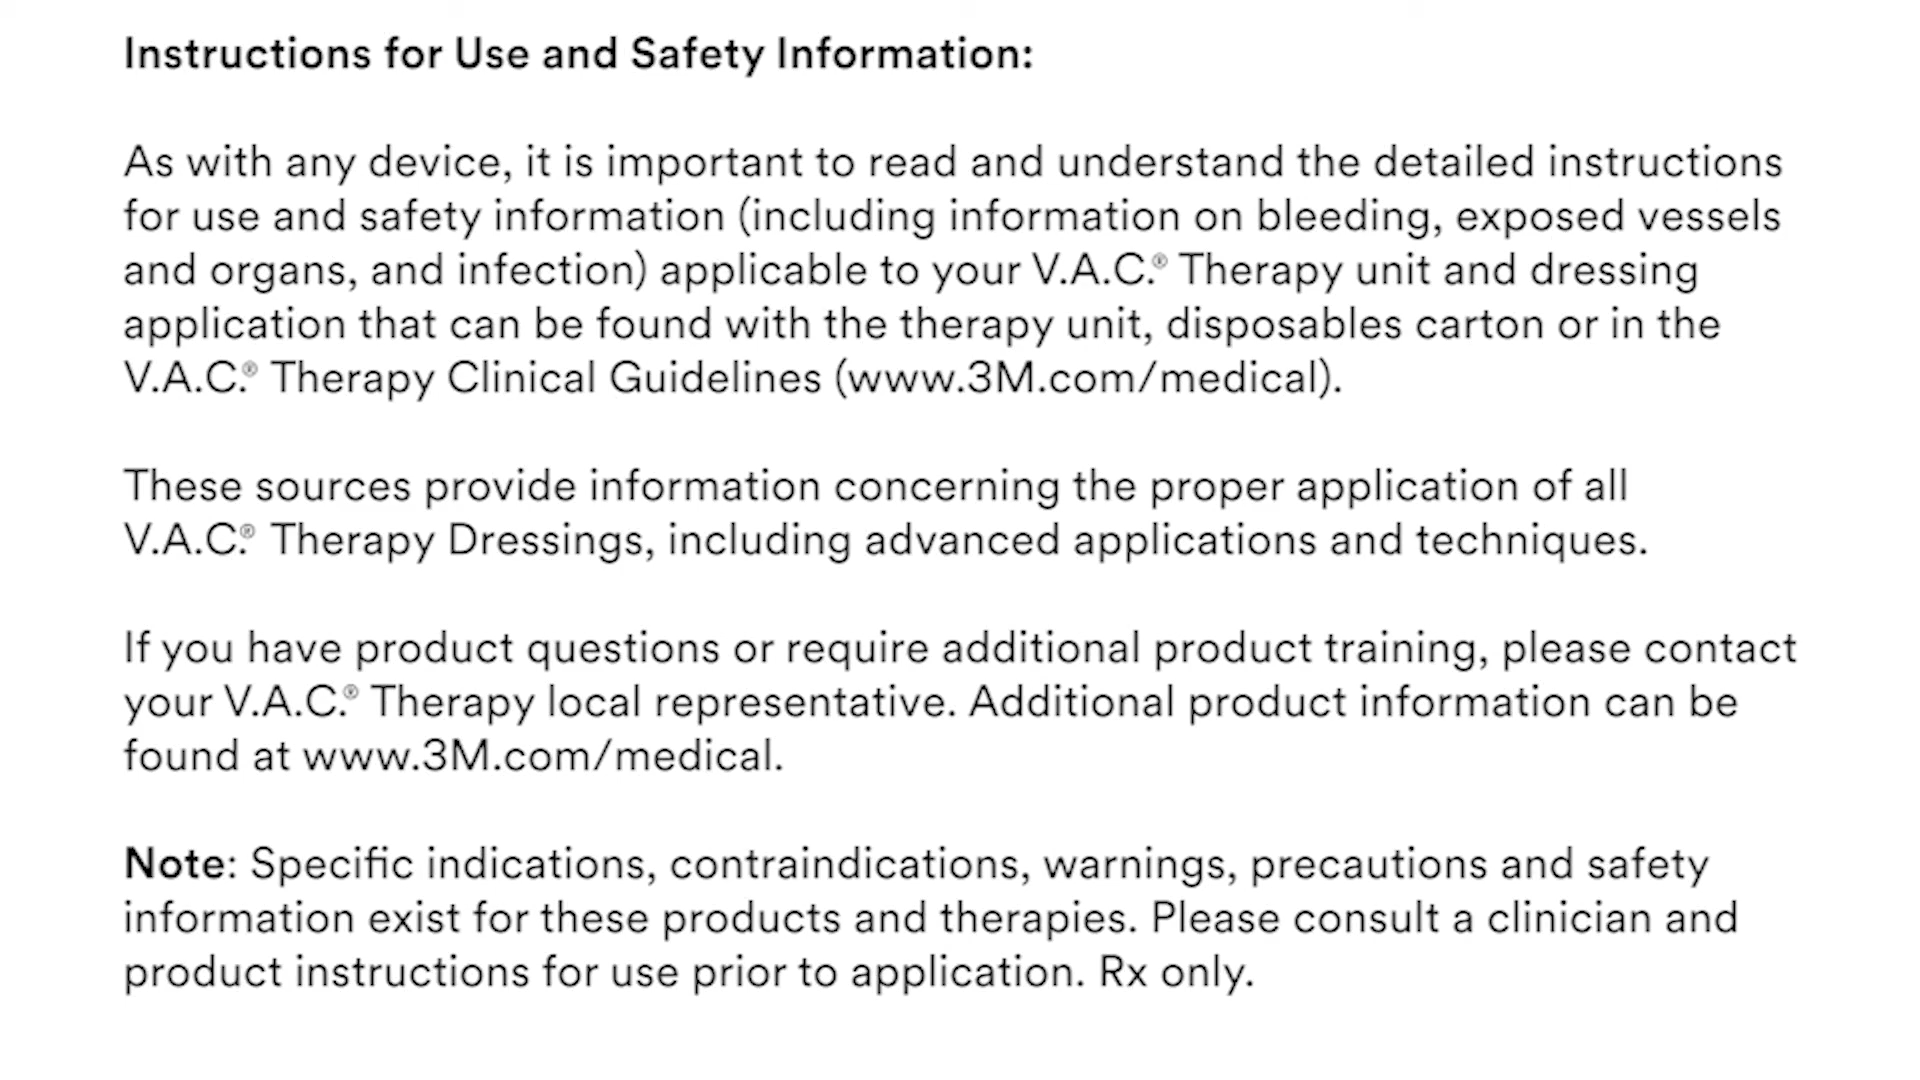 Instructions for Use and Safety Information:
As with any device, it is important to read and understand the detailed instructions
for use and safety information (including information on bleeding, exposed vessels
and organs, and infection) applicable to your V.A.C.® Therapy unit and dressing
application that can be found with the therapy unit, disposables carton or in the
V.A.C.® Therapy Clinical Guidelines (www.3M.com/medical).
These sources provide information concerning the proper application of all
V.A.C.® Therapy Dressings, including advanced applications and techniques.
If you have product questions or require additional product training, please contact
your V.A.C.® Therapy local representative. Additional product information can be
found at www.3M.com/medical.
Note: Specific indications, contraindications, warnings, precautions and safety
information exist for these products and therapies. Please consult a clinician and
product instructions for use prior to application. Rx only.